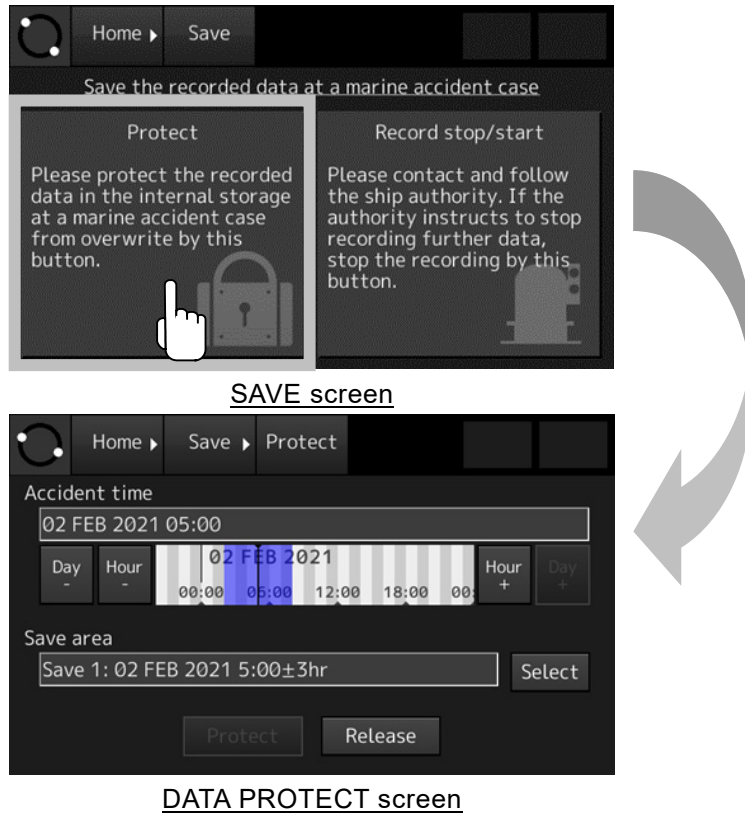 Home Save
Save the recorded data at a marine accident case
Protect
Please protect the recorded
data in the internal storage
at a marine accident case
from overwrite by this
button.
Record stop/start
Please contact and follow
the ship authority. If the
authority instructs to stop
recording further data,
stop the recording by this
button.
SAVE screen
Home Save Protect
Accident time
02 FEB 2021 05:00
Day
-
Hour
-
02 FEB 2021
00:00 06:00 12:00 18:00 00:
Hour
+
Day
+
Save area
Save 1: 02 FEB 2021 5:00±3hr
Select
Protect Release
DATA PROTECT screen